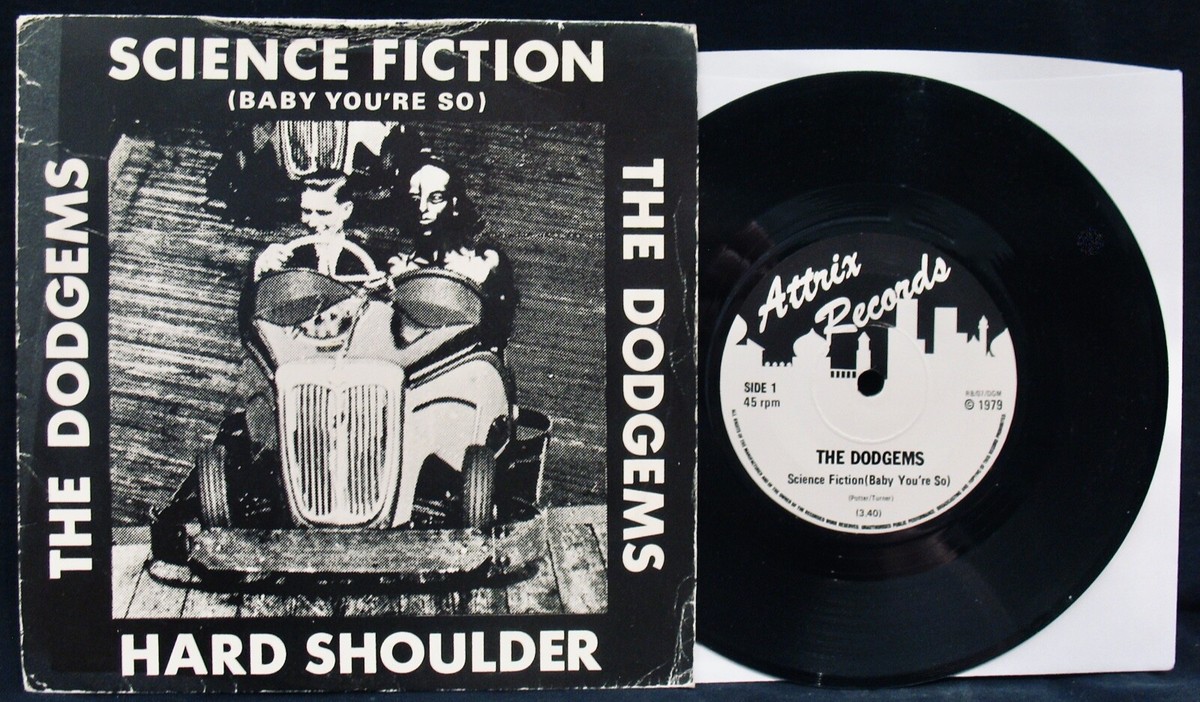 SCIENCE FICTION
(BABY YOU'RE SO)
THE DODGEMS
THE DODGEMS
HARD SHOULDER
Attrix
Records
SIDE 1
45 rpm
© 1979
THE DODGEMS
Science Fiction(Baby You're So)
(Potter/Turner)
(3.40)